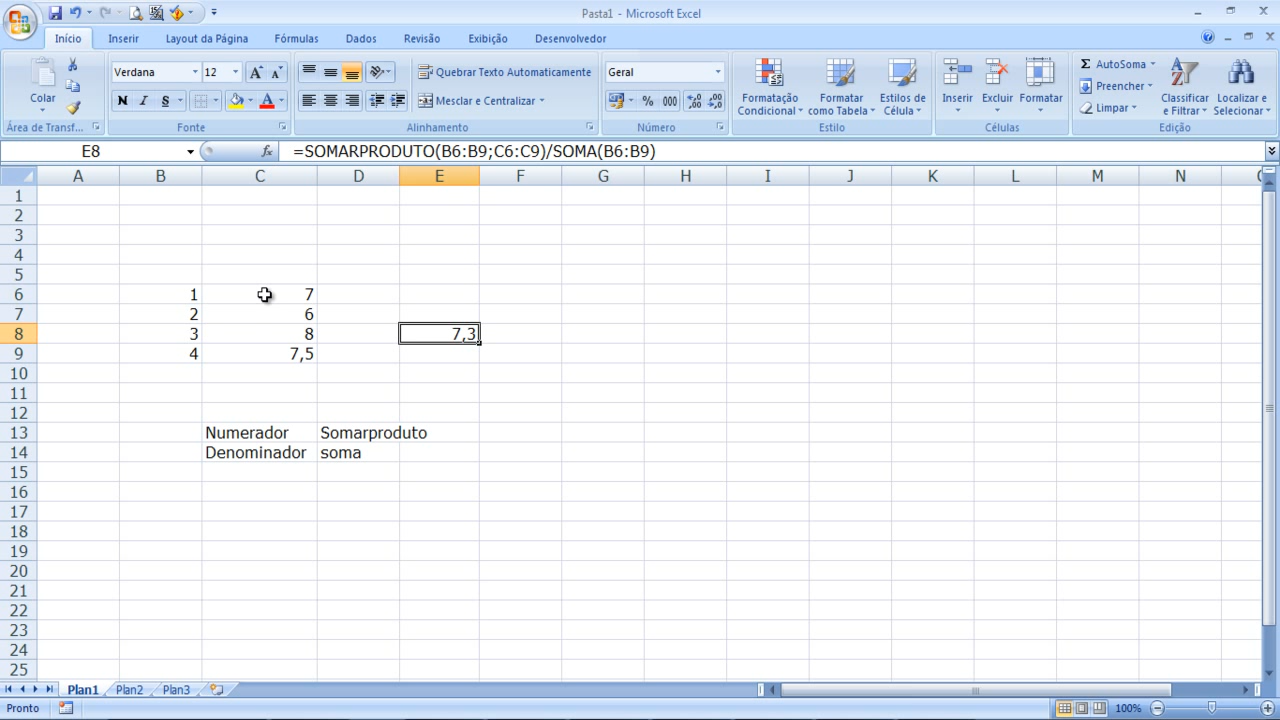 Pasta1 - Microsoft Excel
Início Inserir Layout da Página Fórmulas Dados Revisão Exibição Desenvolvedor
Colar
Área de Transf...
Verdana 12
N I S
Fonte
Quebrar Texto Automaticamente
Mesclar e Centralizar
Alinhamento
Geral
% 000
Número
Formatação Condicional
Formatar como Tabela
Estilos de Célula
Estilo
Inserir Excluir Formatar
Células
Σ AutoSoma
Preencher
Limpar
Classificar e Filtrar
Localizar e Selecionar
Edição
E8 fx =SOMARPRODUTO(B6:B9;C6:C9)/SOMA(B6:B9)
A B C D E F G H I J K L M N
1
2
3
4
5
6 1 7
7 2 6
8 3 8 7,3
9 4 7,5
10
11
12
13 Numerador Somarproduto
14 Denominador soma
15
16
17
18
19
20
21
22
23
24
25
Plan1 Plan2 Plan3
Pronto 100%